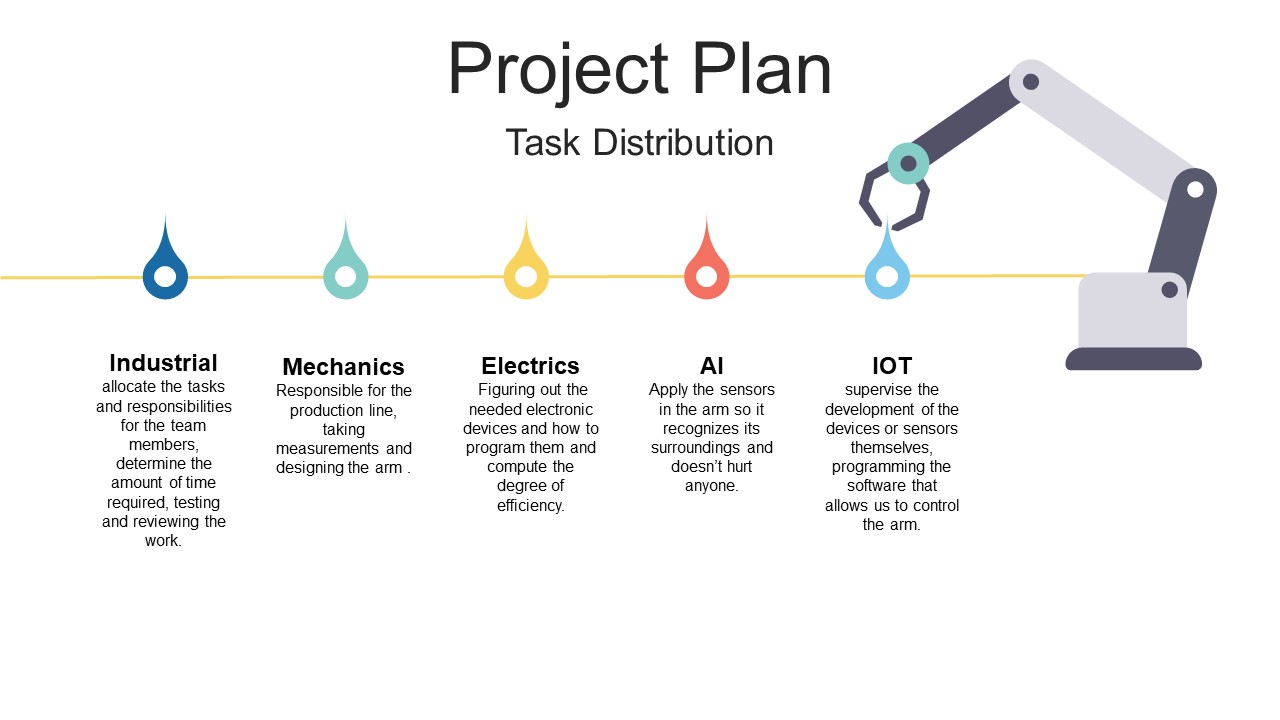 Project Plan
Task Distribution
Industrial
allocate the tasks
and responsibilities
for the team
members,
determine the
amount of time
required, testing
and reviewing the
work.
Mechanics
Responsible for the
production line,
taking
measurements and
designing the arm .
Electrics
Figuring out the
needed electronic
devices and how to
program them and
compute the
degree of
efficiency.
AI
Apply the sensors
in the arm so it
recognizes its
surroundings and
doesn’t hurt
anyone.
IOT
supervise the
development of the
devices or sensors
themselves,
programming the
software that
allows us to control
the arm.